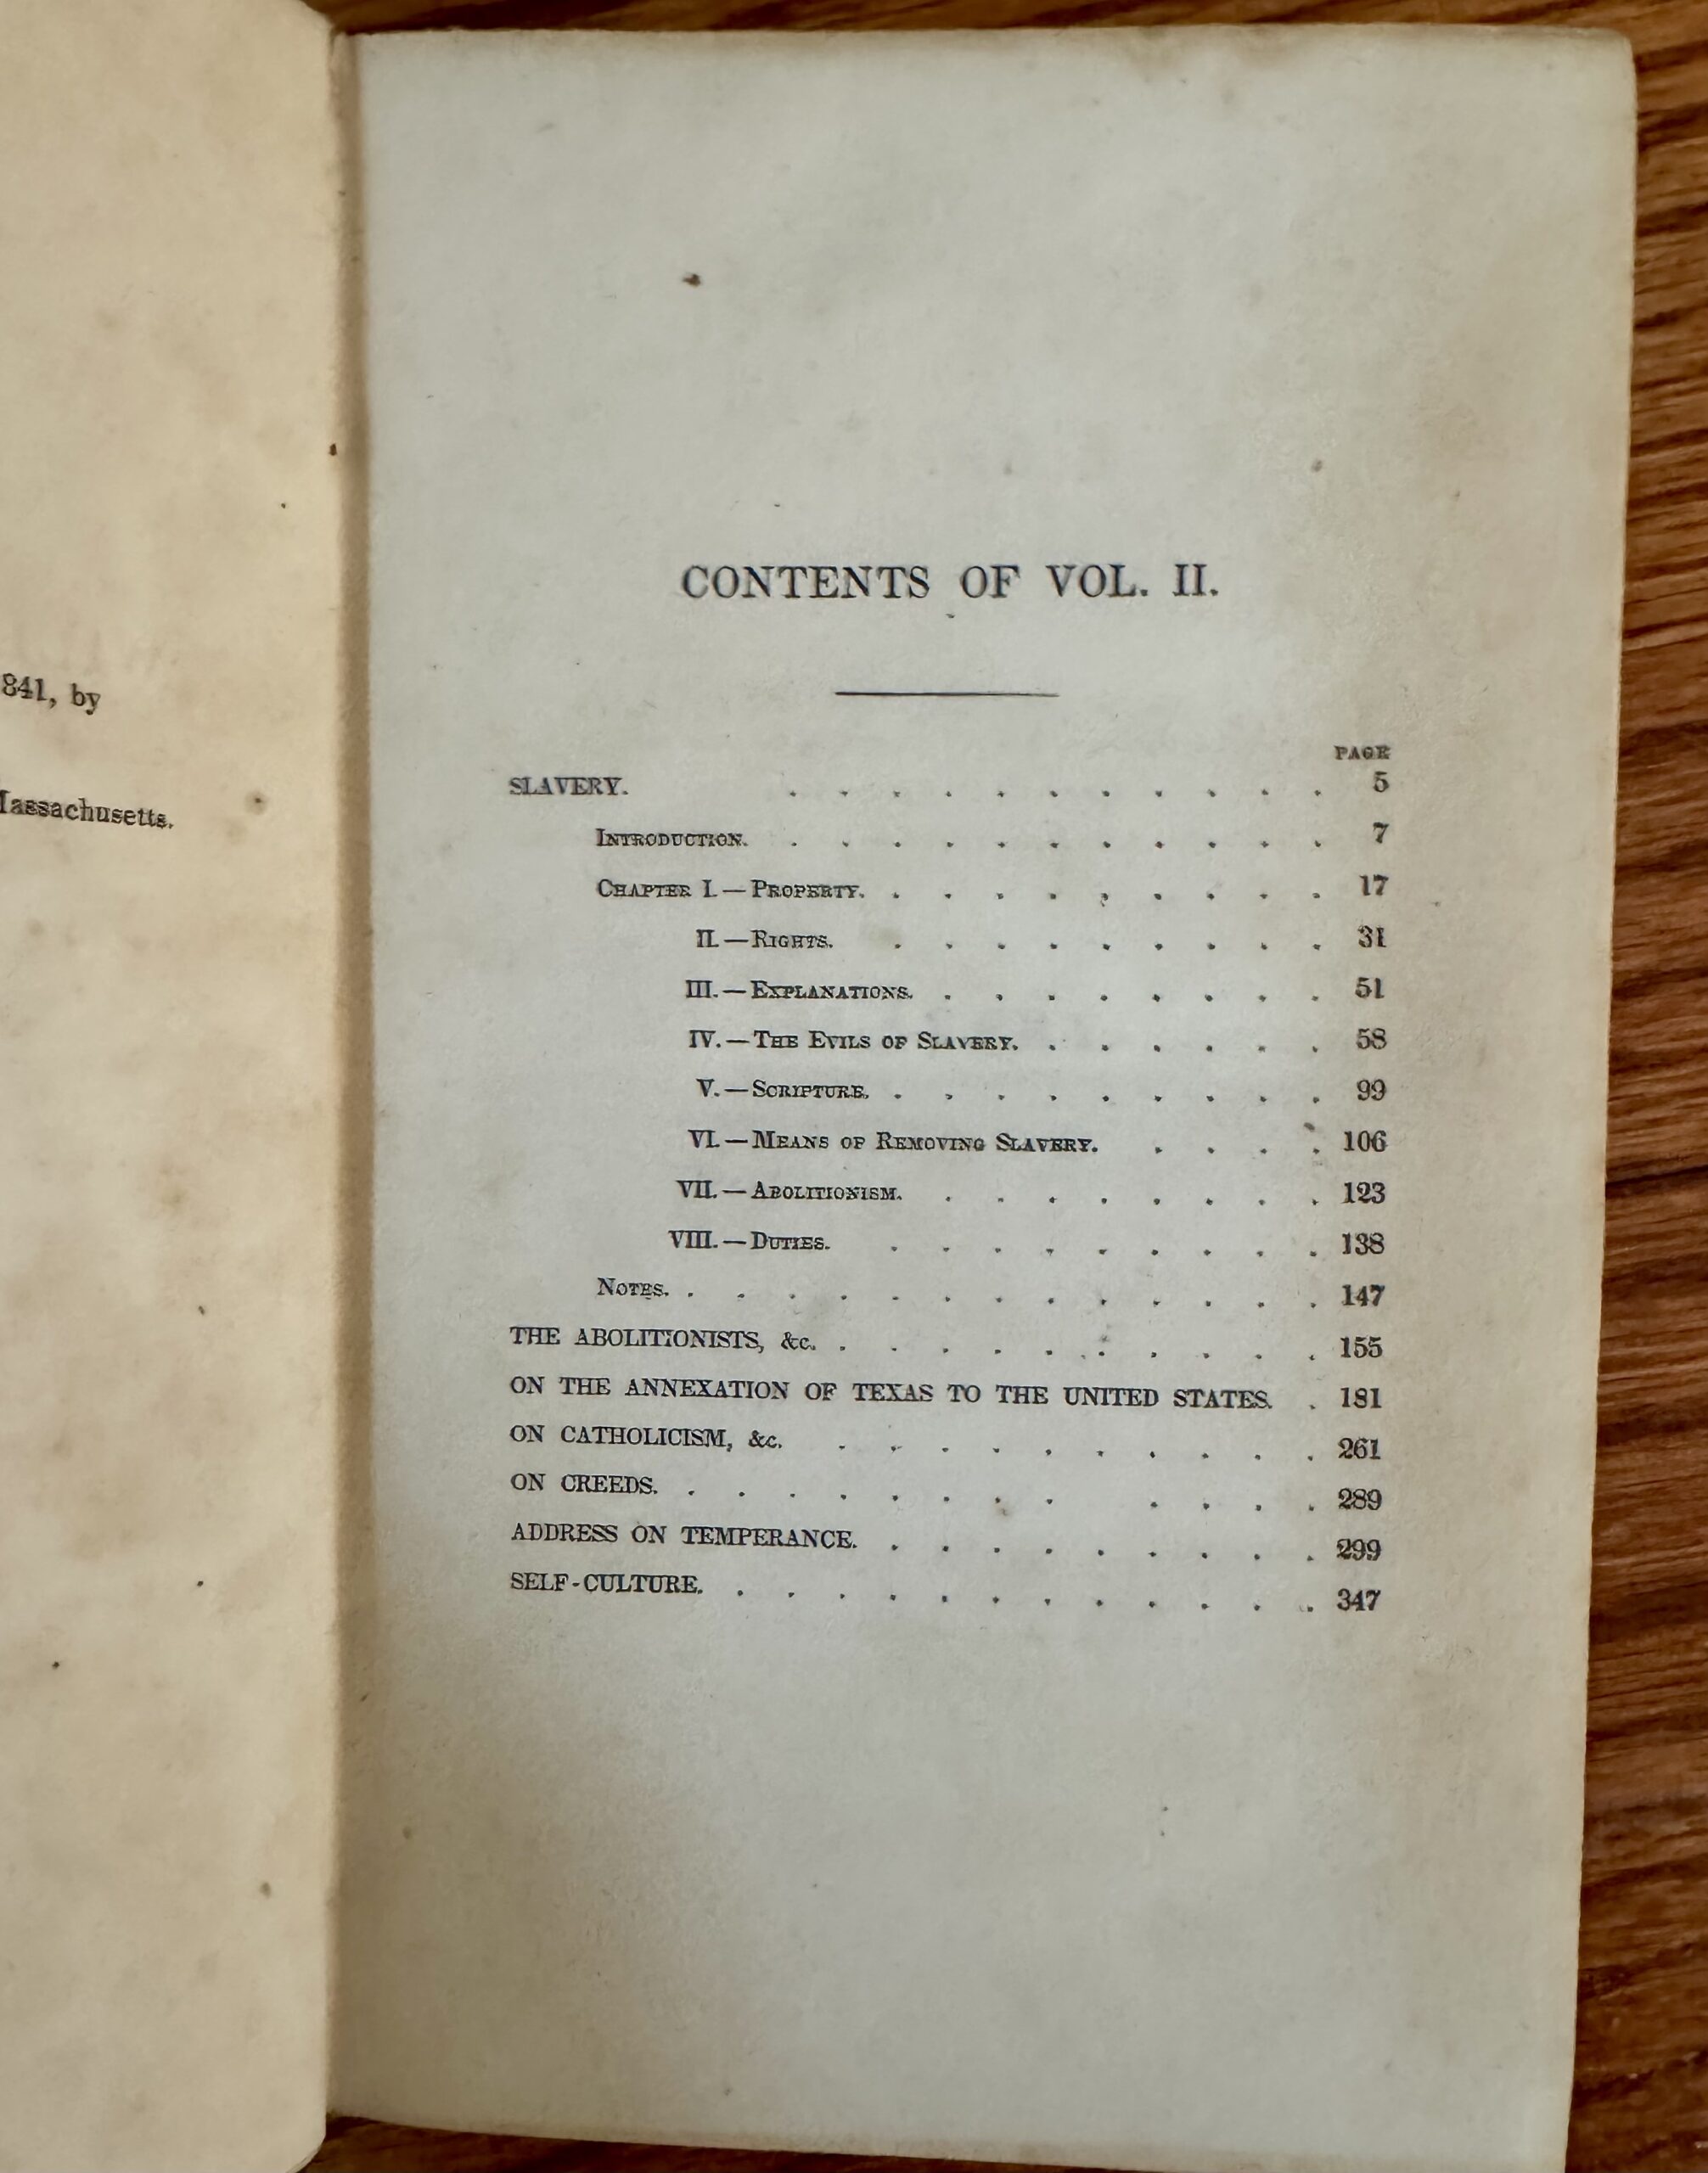 841, by
Massachusetts.
CONTENTS OF VOL. II.
PAGE
SLAVERY. . . . . . . . . . . . 5
INTRODUCTION. . . . . . . . . . . . 7
CHAPTER I.—PROPERTY. . . . . . . . . . 17
II.—RIGHTS. . . . . . . . . . 31
III.—EXPLANATIONS. . . . . . . . . 51
IV.—THE EVILS OF SLAVERY. . . . . . . 58
V.—SCRIPTURE. . . . . . . . . . 99
VI.—MEANS OF REMOVING SLAVERY. . . . . 106
VII.—ABOLITIONISM. . . . . . . . . 123
VIII.—DUTIES. . . . . . . . . . 138
NOTES. . . . . . . . . . . . . . 147
THE ABOLITIONISTS, &c. . . . . . . . . . . 155
ON THE ANNEXATION OF TEXAS TO THE UNITED STATES. . 181
ON CATHOLICISM, &c. . . . . . . . . . . 261
ON CREEDS. . . . . . . . . . . . . 289
ADDRESS ON TEMPERANCE. . . . . . . . . . 299
SELF-CULTURE. . . . . . . . . . . . . 347